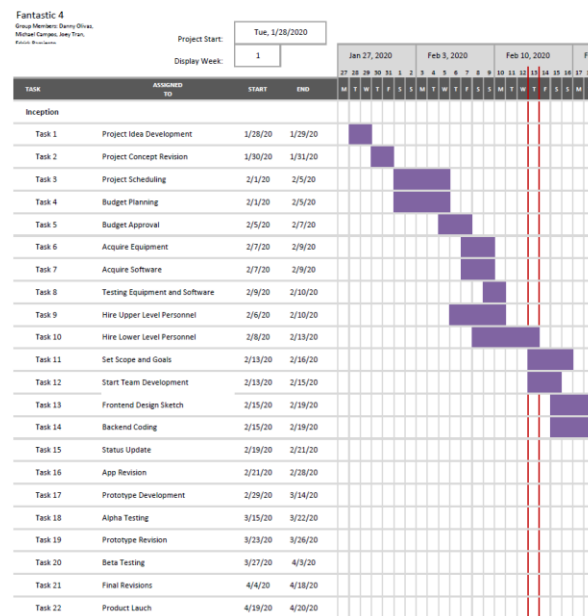 Fantastic 4
Group Members: Danny Olivas,
Michael Campos, Joey Tran,
Project Start: Tue, 1/28/2020
Display Week: 1
Jan 27, 2020 Feb 3, 2020 Feb 10, 2020 F
27 28 29 30 31 1 2 3 4 5 6 7 8 9 10 11 12 13 14 15 16 17
TASK ASSIGNED TO START END M T W T F S S M T W T F S S M T W T F S S M
Inception
Task 1 Project Idea Development 1/28/20 1/29/20
Task 2 Project Concept Revision 1/30/20 1/31/20
Task 3 Project Scheduling 2/1/20 2/5/20
Task 4 Budget Planning 2/1/20 2/5/20
Task 5 Budget Approval 2/5/20 2/7/20
Task 6 Acquire Equipment 2/7/20 2/9/20
Task 7 Acquire Software 2/7/20 2/9/20
Task 8 Testing Equipment and Software 2/9/20 2/10/20
Task 9 Hire Upper Level Personnel 2/6/20 2/10/20
Task 10 Hire Lower Level Personnel 2/8/20 2/13/20
Task 11 Set Scope and Goals 2/13/20 2/16/20
Task 12 Start Team Development 2/13/20 2/15/20
Task 13 Frontend Design Sketch 2/15/20 2/19/20
Task 14 Backend Coding 2/15/20 2/19/20
Task 15 Status Update 2/19/20 2/21/20
Task 16 App Revision 2/21/20 2/28/20
Task 17 Prototype Development 2/29/20 3/14/20
Task 18 Alpha Testing 3/15/20 3/22/20
Task 19 Prototype Revision 3/23/20 3/26/20
Task 20 Beta Testing 3/27/20 4/3/20
Task 21 Final Revisions 4/4/20 4/18/20
Task 22 Product Lauch 4/19/20 4/20/20